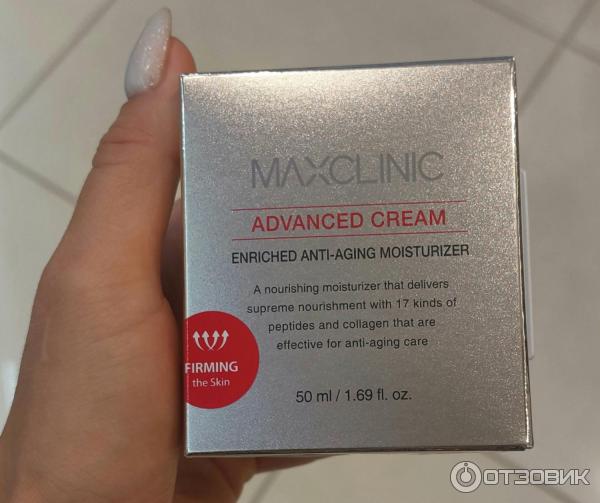 MAXCLINIC
ADVANCED CREAM
ENRICHED ANTI-AGING MOISTURIZER
A nourishing moisturizer that delivers
supreme nourishment with 17 kinds of
peptides and collagen that are
effective for anti-aging care
FIRMING
the Skin
50 ml / 1.69 fl. oz.
ОТЗОВИК